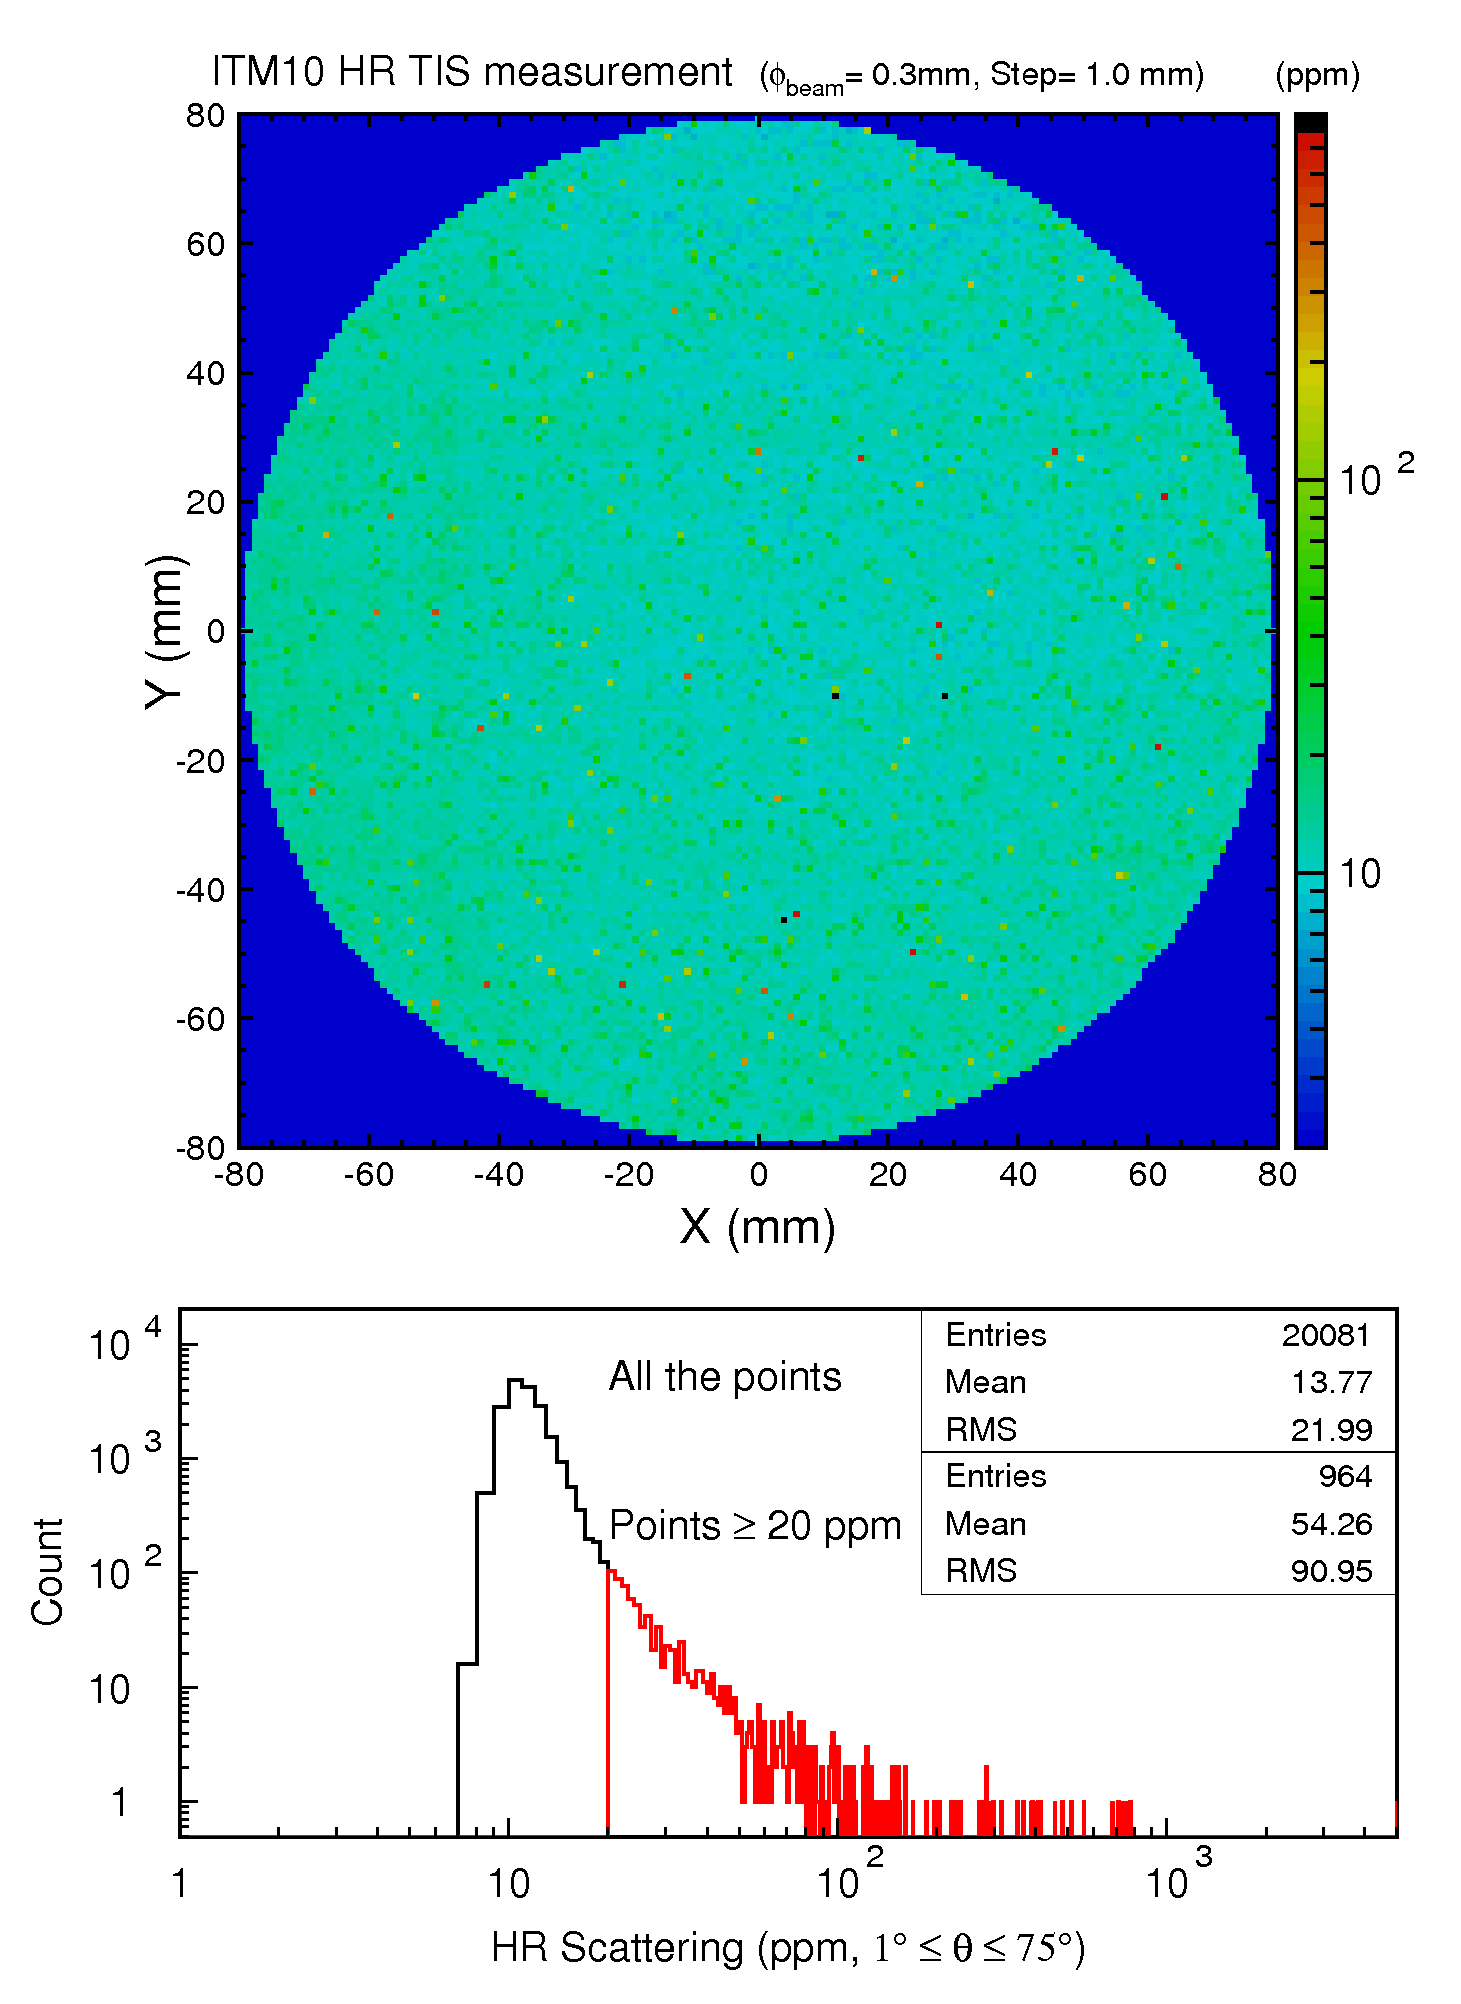 ITM10 HR TIS measurement (ϕbeam= 0.3mm, Step= 1.0 mm) (ppm)
80
60
40
20
0
-20
-40
-60
-80
Y (mm)
-80 -60 -40 -20 0 20 40 60 80
X (mm)
10 2
10
10 4
10 3
10 2
10
1
Count
All the points
Points ≥ 20 ppm
Entries 20081
Mean 13.77
RMS 21.99
Entries 964
Mean 54.26
RMS 90.95
1 10 10 2 10 3
HR Scattering (ppm, 1° ≤ θ ≤ 75°)